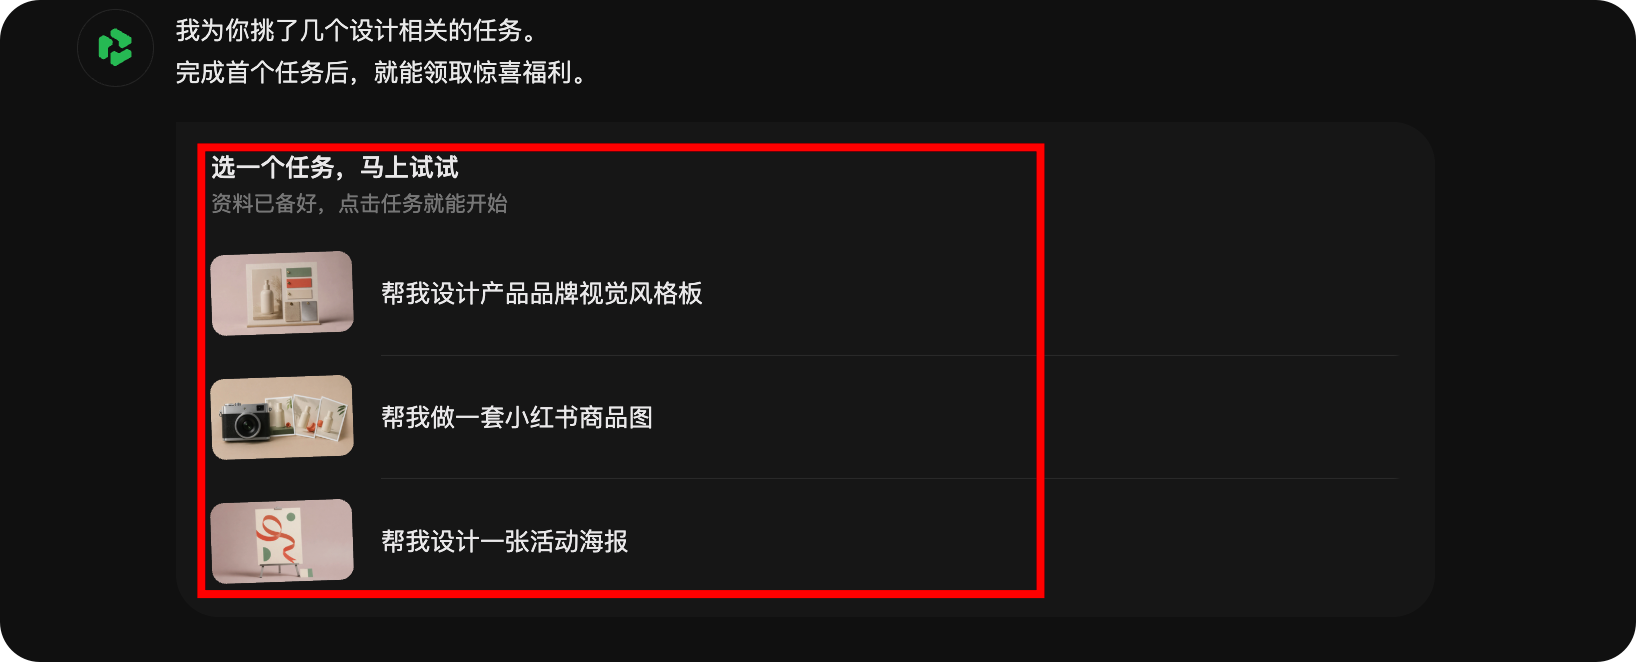 我为你挑了几个设计相关的任务。
完成首个任务后，就能领取惊喜福利。
选一个任务，马上试试
资料已备好，点击任务就能开始
帮我设计产品品牌视觉风格板
帮我做一套小红书商品图
帮我设计一张活动海报